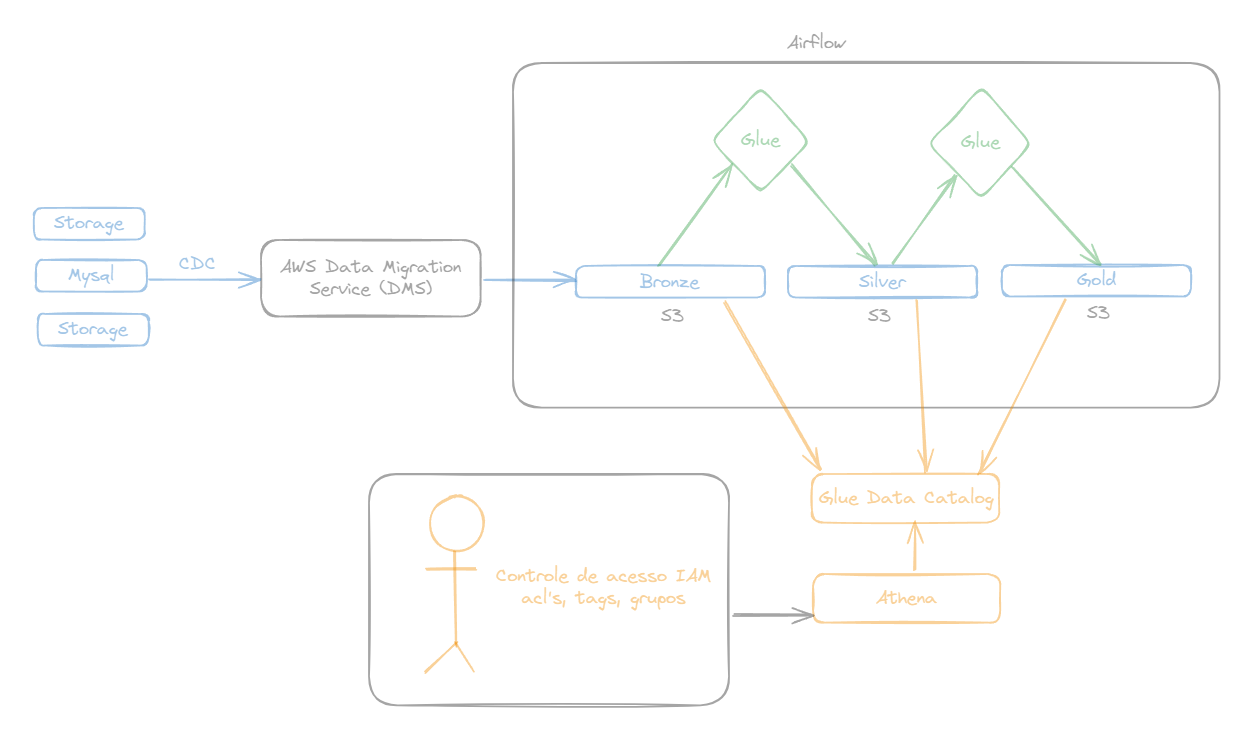 Airflow
Glue
Glue
Storage
Mysql
CDC
AWS Data Migration
Service (DMS)
Bronze
Silver
Gold
S3
S3
S3
Storage
Glue Data Catalog
Controle de acesso IAM
acl's, tags, grupos
Athena